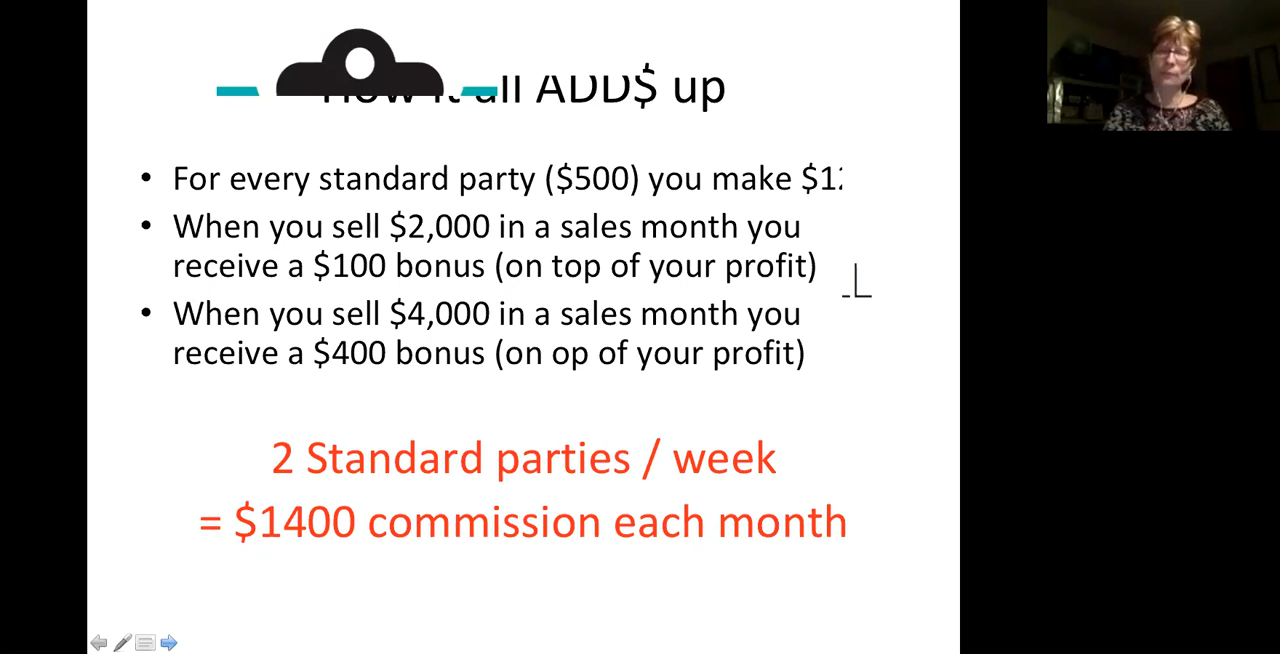 it all ADD$ up
• For every standard party ($500) you make
• When you sell $2,000 in a sales month you
receive a $100 bonus (on top of your profit)
• When you sell $4,000 in a sales month you
receive a $400 bonus (on op of your profit)
2 Standard parties / week
= $1400 commission each month